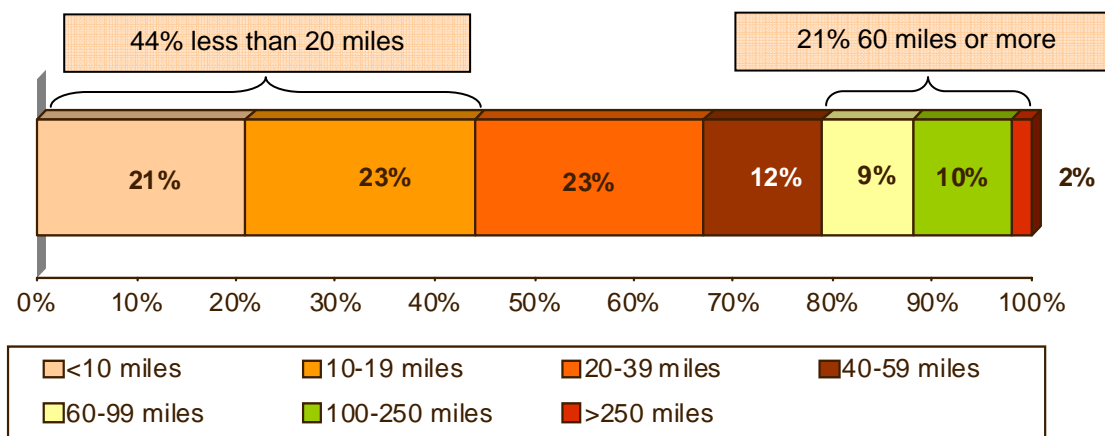 44% less than 20 miles 21% 60 miles or more
21% 23% 23% 12% 9% 10% 2%
0% 10% 20% 30% 40% 50% 60% 70% 80% 90% 100%
<10 miles 10-19 miles 20-39 miles 40-59 miles
60-99 miles 100-250 miles >250 miles